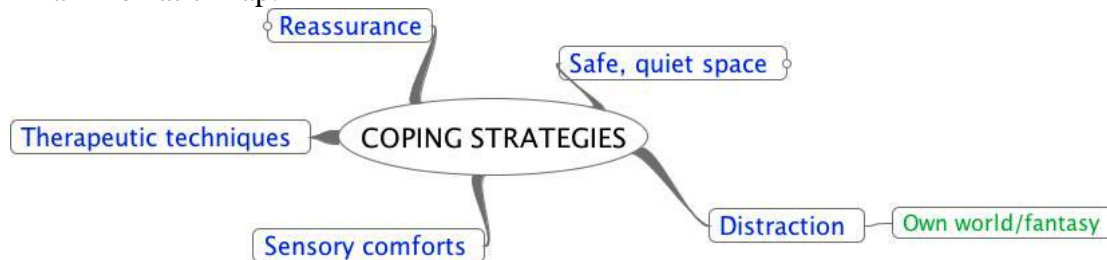 Reassurance
Safe, quiet space
Therapeutic techniques
COPING STRATEGIES
Distraction
Own world/fantasy
Sensory comforts